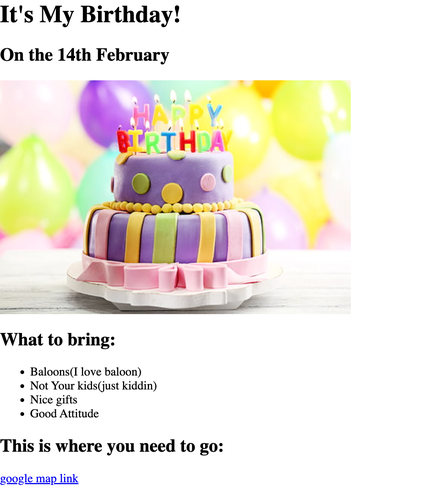 It's My Birthday!
On the 14th February
HAPPY
BIRTHDAY
What to bring:
Baloons(I love baloon)
Not Your kids(just kiddin)
Nice gifts
Good Attitude
This is where you need to go:
google map link